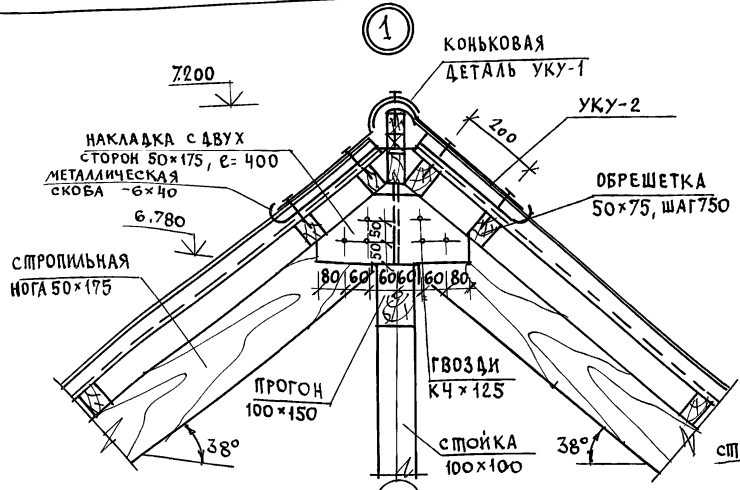 1
КОНЬКОВАЯ
ДЕТАЛЬ УКУ-1
7.200
УКУ-2
200
НАКЛАДКА С ДВУХ
СТОРОН 50×175, ℓ= 400
МЕТАЛЛИЧЕСКАЯ
СКОБА -6×40
ОБРЕШЕТКА
50×75, ШАГ 750
6.780
50 50
СТРОПИЛЬНАЯ
НОГА 50×175
80 60 60 60 60 80
ПРОГОН
100×150
ГВОЗДИ
К4×125
38°
СТОЙКА
100×100
38°
СТ